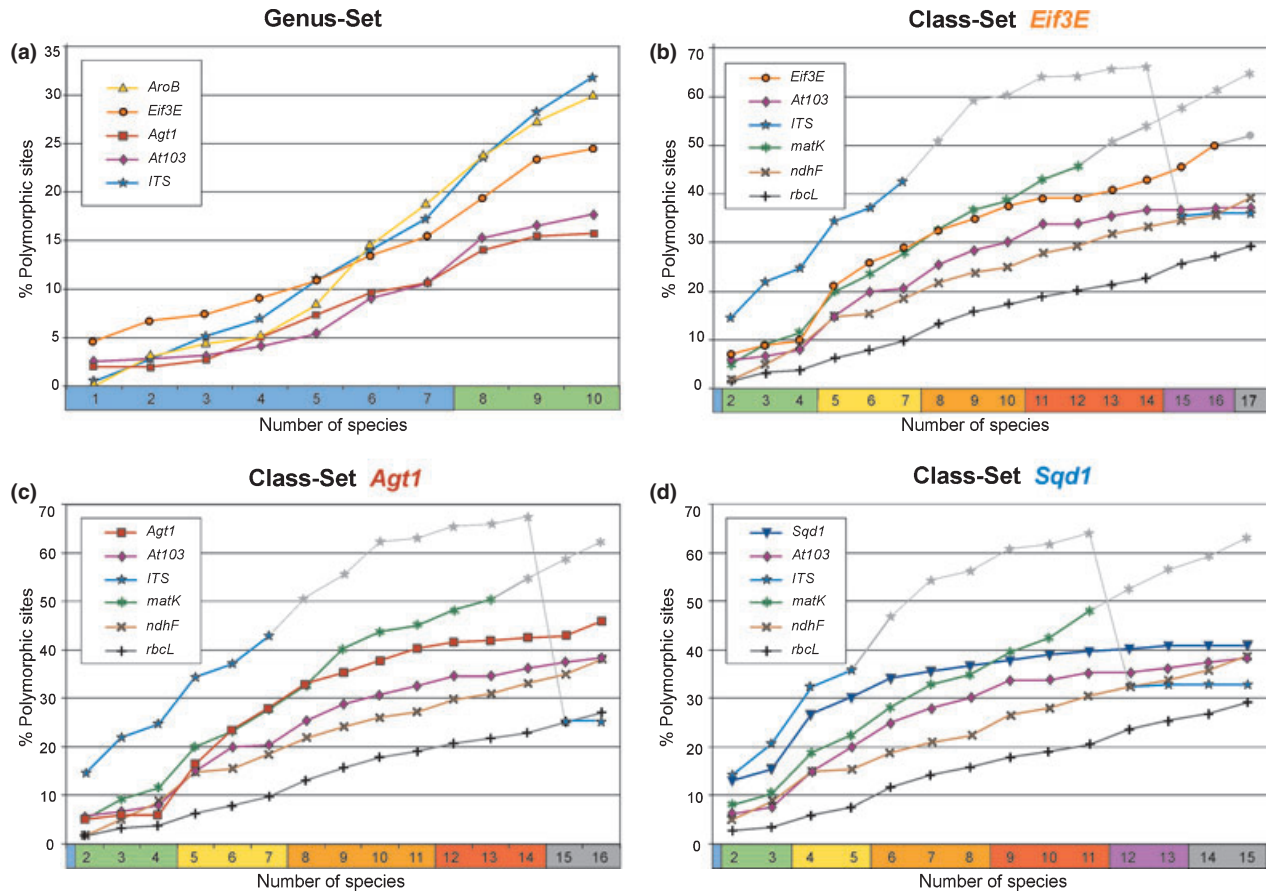 Genus-Set
(a)
35
30
25
20
15
10
5
0
% Polymorphic sites
AroB
Eif3E
Agt1
At103
ITS
1 2 3 4 5 6 7 8 9 10
Number of species
Class-Set Eif3E
(b)
70
60
50
40
30
20
10
0
% Polymorphic sites
Eif3E
At103
ITS
matK
ndhF
rbcL
2 3 4 5 6 7 8 9 10 11 12 13 14 15 16 17
Number of species
Class-Set Agt1
(c)
70
60
50
40
30
20
10
0
% Polymorphic sites
Agt1
At103
ITS
matK
ndhF
rbcL
2 3 4 5 6 7 8 9 10 11 12 13 14 15 16
Number of species
Class-Set Sqd1
(d)
70
60
50
40
30
20
10
0
% Polymorphic sites
Sqd1
At103
ITS
matK
ndhF
rbcL
2 3 4 5 6 7 8 9 10 11 12 13 14 15
Number of species